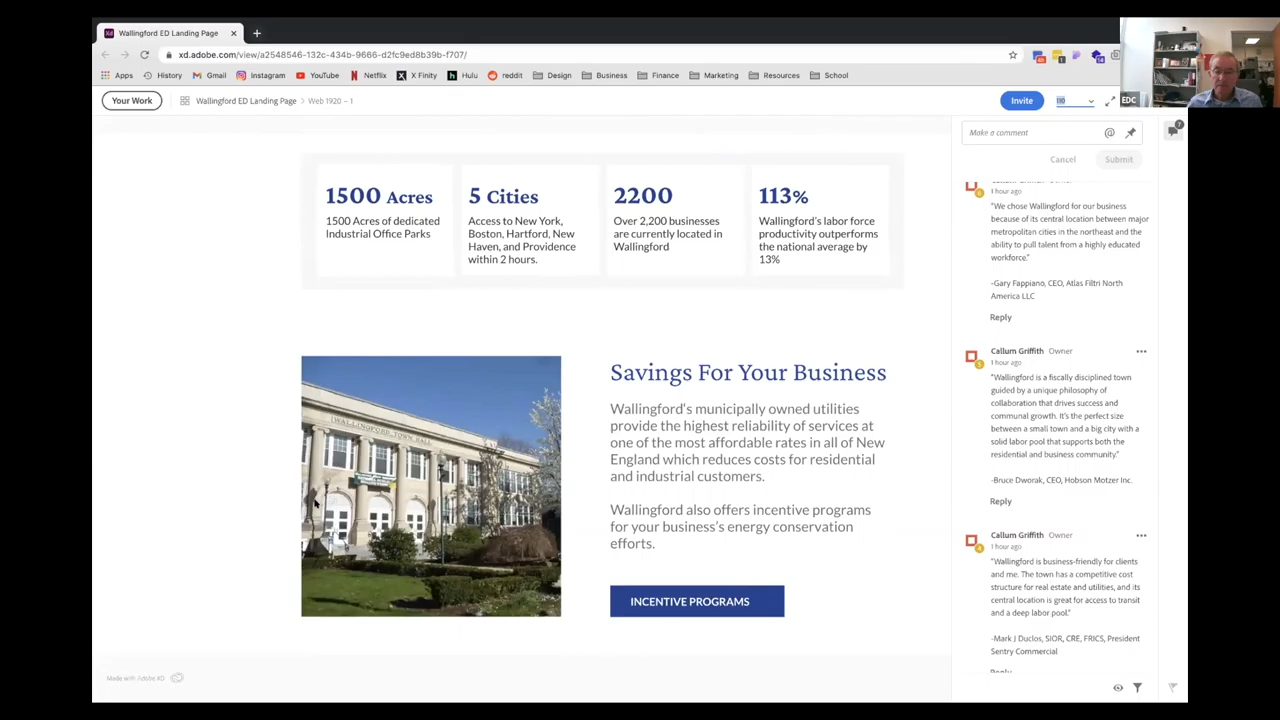 Wallingford ED Landing Page
xd.adobe.com/view/a2548546-132c-434b-9666-d2fc9ed8b39b-f707/
Apps History Gmail Instagram YouTube Netflix X Finity Hulu reddit Design Business Finance Marketing Resources School
EDC
Your Work Wallingford ED Landing Page > Web 1920 – 1 Invite 110
1500 Acres
1500 Acres of dedicated
Industrial Office Parks
5 Cities
Access to New York,
Boston, Hartford, New
Haven, and Providence
within 2 hours.
2200
Over 2,200 businesses
are currently located in
Wallingford
113%
Wallingford's labor force
productivity outperforms
the national average by
13%
WALLINGFORD TOWN HALL
Savings For Your Business
Wallingford's municipally owned utilities
provide the highest reliability of services at
one of the most affordable rates in all of New
England which reduces costs for residential
and industrial customers.
Wallingford also offers incentive programs
for your business's energy conservation
efforts.
INCENTIVE PROGRAMS
Made with Adobe XD
Make a comment @
Cancel Submit
1 hour ago
"We chose Wallingford for our business
because of its central location between major
metropolitan cities in the northeast and the
ability to pull talent from a highly educated
workforce."
-Gary Fappiano, CEO, Atlas Filtri North
America LLC
Reply
Callum Griffith Owner
1 hour ago
"Wallingford is a fiscally disciplined town
guided by a unique philosophy of
collaboration that drives success and
communal growth. It's the perfect size
between a small town and a big city with a
solid labor pool that supports both the
residential and business community."
-Bruce Dworak, CEO, Hobson Motzer Inc.
Reply
Callum Griffith Owner
1 hour ago
"Wallingford is business-friendly for clients
and me. The town has a competitive cost
structure for real estate and utilities, and its
central location is great for access to transit
and a deep labor pool."
-Mark J Duclos, SIOR, CRE, FRICS, President
Sentry Commercial
Reply